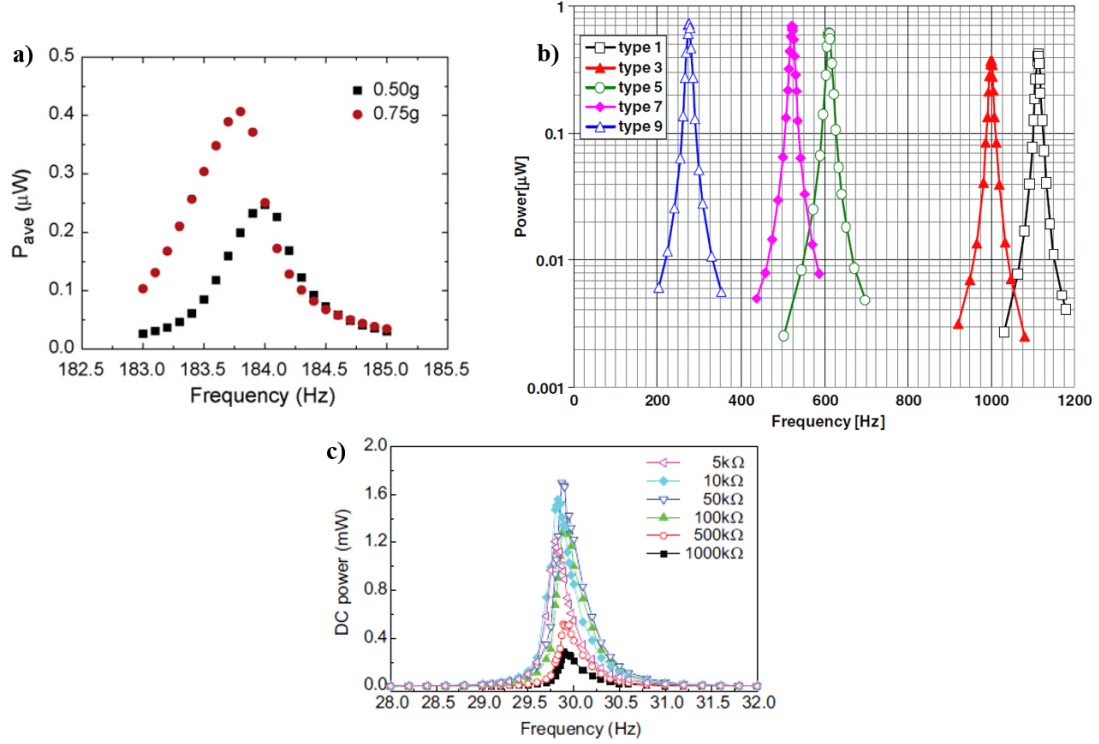 a)
0.5
0.4
0.3
0.2
0.1
0.0
P_ave (μW)
0.50g
0.75g
182.5 183.0 183.5 184.0 184.5 185.0 185.5
Frequency (Hz)
b)
1
0.1
0.01
0.001
Power[μW]
type 1
type 3
type 5
type 7
type 9
0 200 400 600 800 1000 1200
Frequency [Hz]
c)
2.0
1.6
1.2
0.8
0.4
0.0
DC power (mW)
5kΩ
10kΩ
50kΩ
100kΩ
500kΩ
1000kΩ
28.0 28.5 29.0 29.5 30.0 30.5 31.0 31.5 32.0
Frequency (Hz)